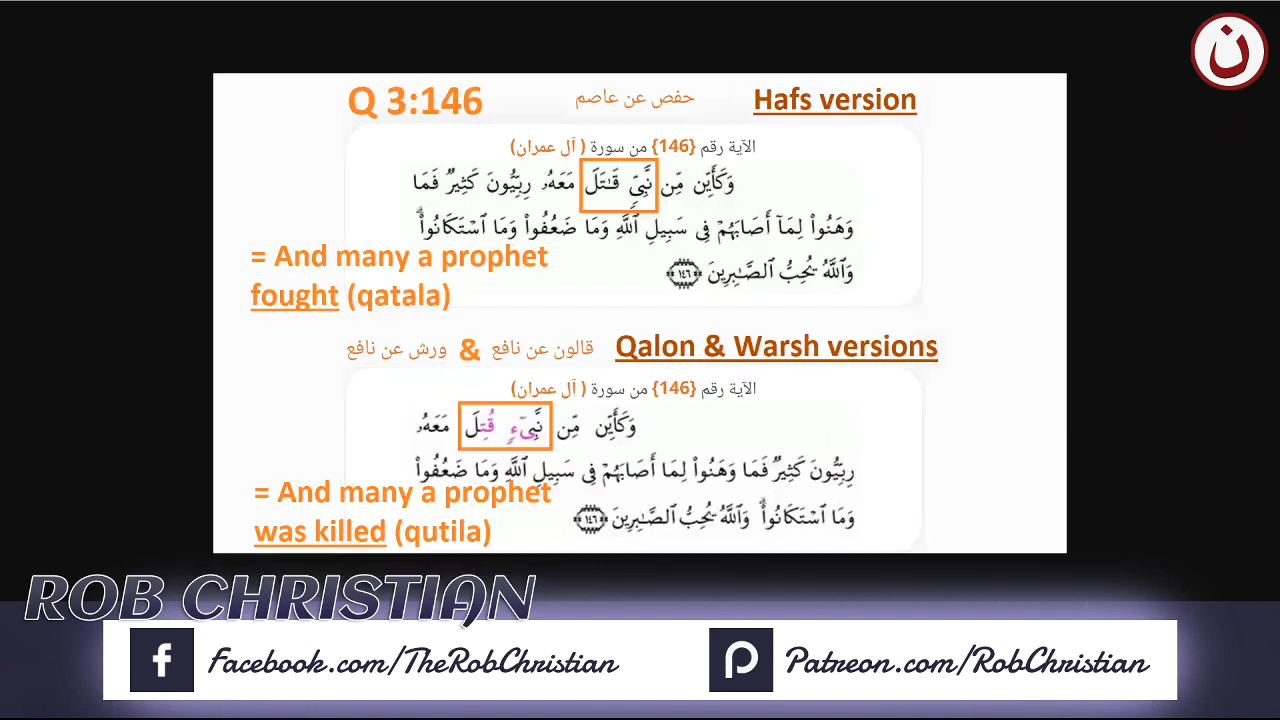 ن
Q 3:146 حفص عن عاصم Hafs version
الآية رقم {146} من سورة ( آل عمران)
وَكَأَيِّن مِّن نَّبِيٍّ قَٰتَلَ مَعَهُۥ رِبِّيُّونَ كَثِيرٌ فَمَا
وَهَنُوا۟ لِمَآ أَصَابَهُمْ فِى سَبِيلِ ٱللَّهِ وَمَا ضَعُفُوا۟ وَمَا ٱسْتَكَانُوا۟ۗ
وَٱللَّهُ يُحِبُّ ٱلصَّٰبِرِينَ ﴿١٤٦﴾
= And many a prophet
fought (qatala)
ورش عن نافع & قالون عن نافع Qalon & Warsh versions
الآية رقم {146} من سورة ( آل عمران)
وَكَأَيِّن مِّن نَّبِىٓءٖ قُتِلَ مَعَهُۥ
رِبِّيُّونَ كَثِيرٌ فَمَا وَهَنُوا۟ لِمَا أَصَابَهُمْ فِى سَبِيلِ ٱللَّهِ وَمَا ضَعُفُوا۟
وَمَا ٱسْتَكَانُوا۟ۗ وَٱللَّهُ يُحِبُّ ٱلصَّٰبِرِينَ ﴿١٤٦﴾
= And many a prophet
was killed (qutila)
ROB CHRISTIAN
f Facebook.com/TheRobChristian
Patreon.com/RobChristian